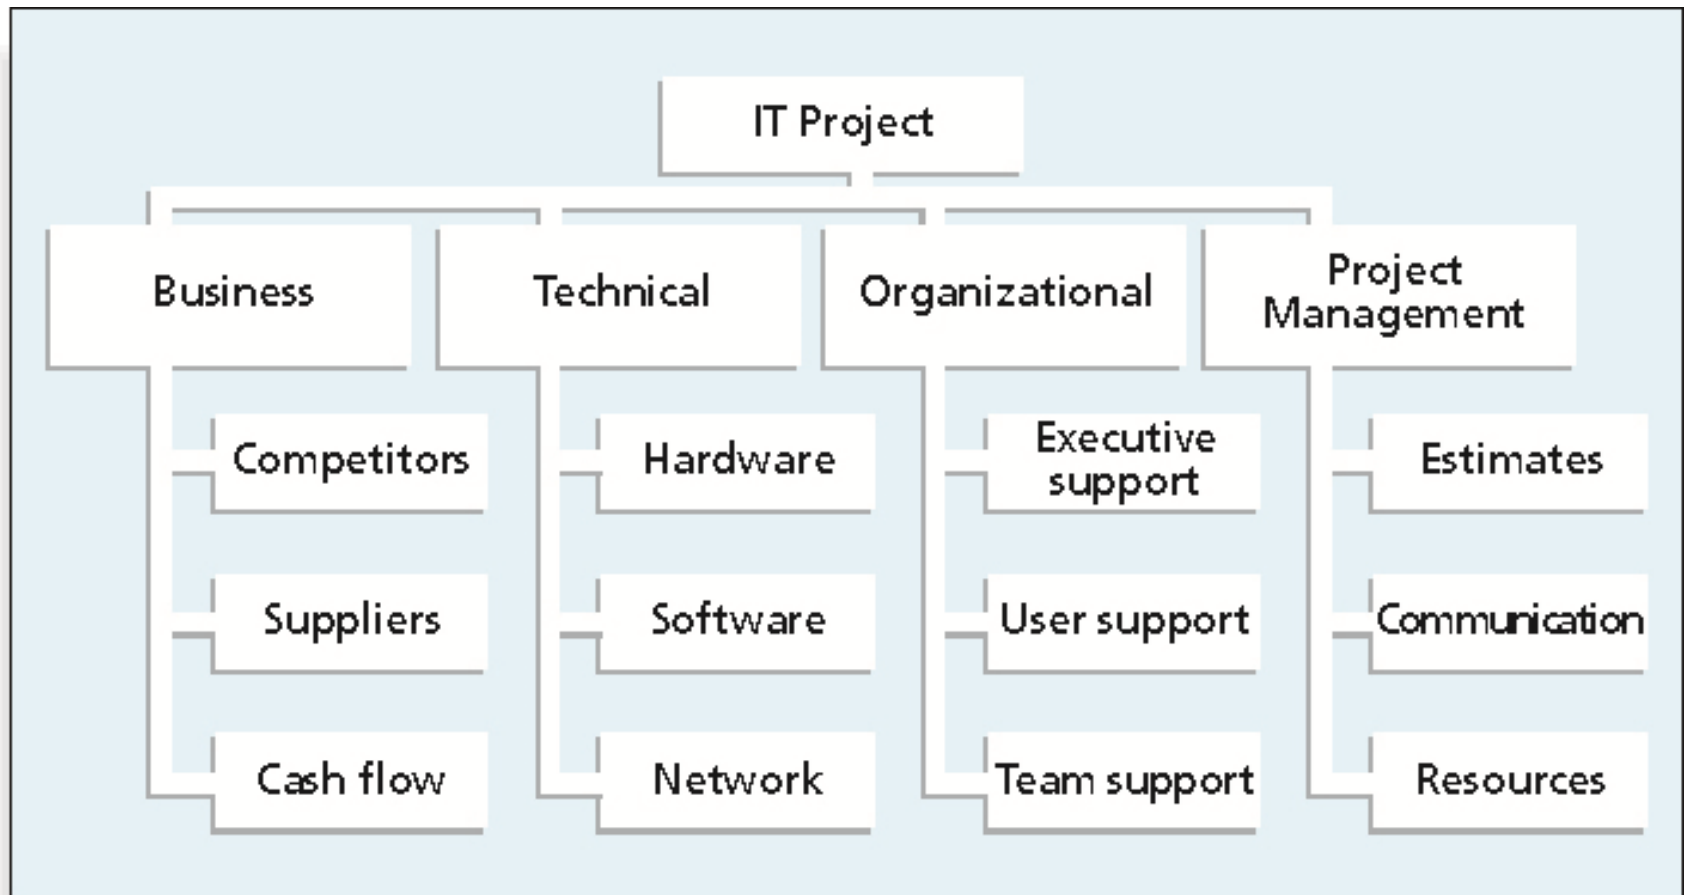 IT Project
Business
Technical
Organizational
Project
Management
Competitors
Hardware
Executive
support
Estimates
Suppliers
Software
User support
Communication
Cash flow
Network
Team support
Resources